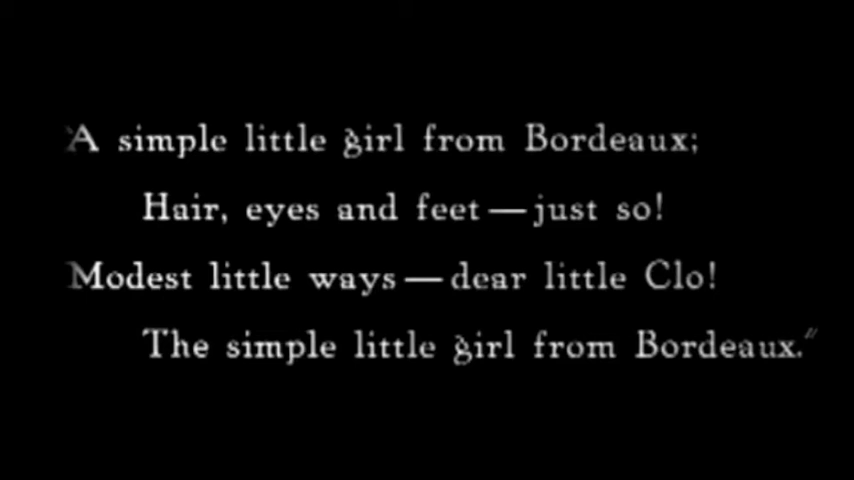 "A simple little girl from Bordeaux;
Hair, eyes and feet — just so!
Modest little ways — dear little Clo!
The simple little girl from Bordeaux."